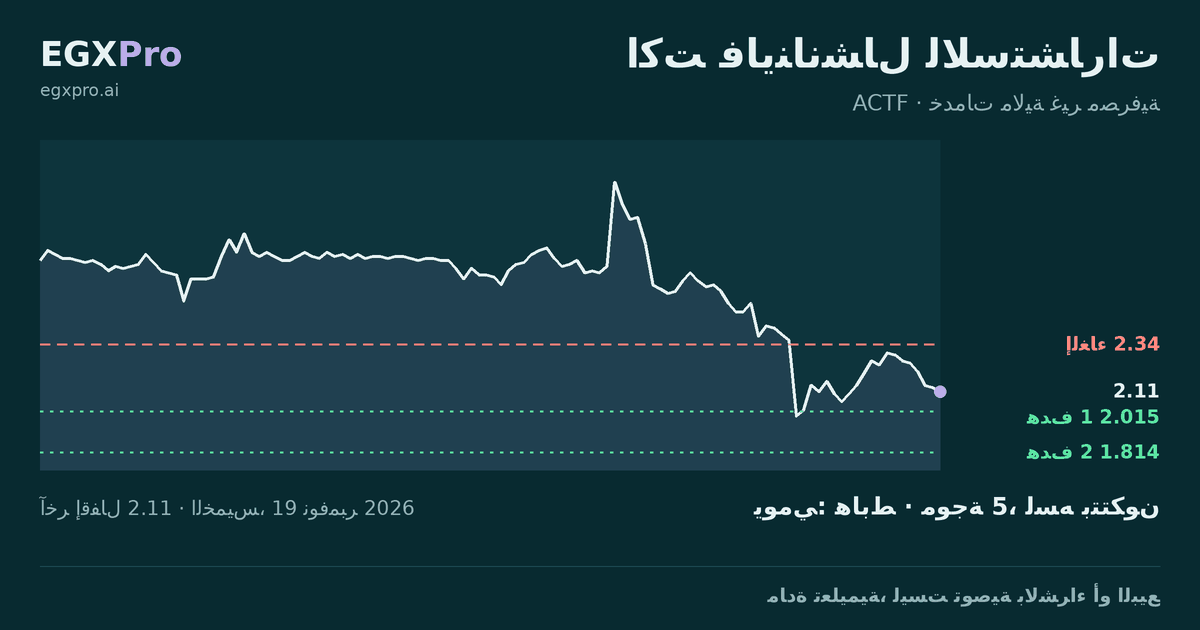 EGXPro
egxpro.ai
اكت فاينانشال للاستشارات
ACTF · خدمات مالية غير مصرفية
إلغاء 2.34
2.11
هدف 1 2.015
هدف 2 1.814
يومي: هابط · موجة 5، لسه بتتكون
آخر إقفال 2.11 · الخميس، 19 نوفمبر 2026
مادة تعليمية، ليست توصية بالشراء أو البيع